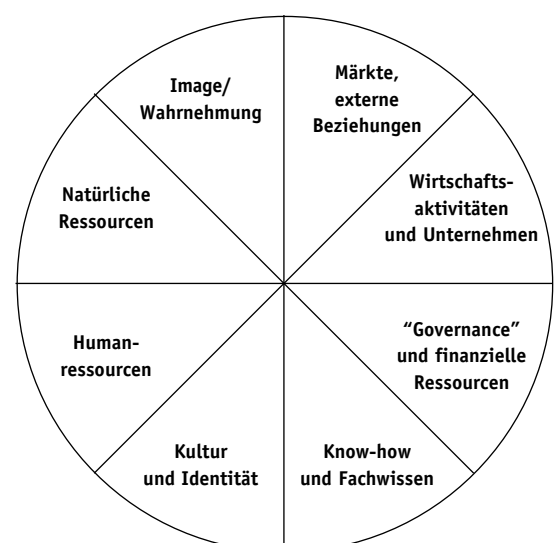 Image/
Wahrnehmung
Märkte,
externe
Beziehungen
Wirtschafts-
aktivitäten
und Unternehmen
“Governance”
und finanzielle
Ressourcen
Know-how
und Fachwissen
Kultur
und Identität
Human-
ressourcen
Natürliche
Ressourcen